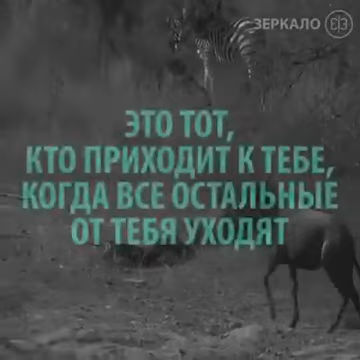 ЗЕРКАЛО
ЭТО ТОТ,
КТО ПРИХОДИТ К ТЕБЕ,
КОГДА ВСЕ ОСТАЛЬНЫЕ
ОТ ТЕБЯ УХОДЯТ